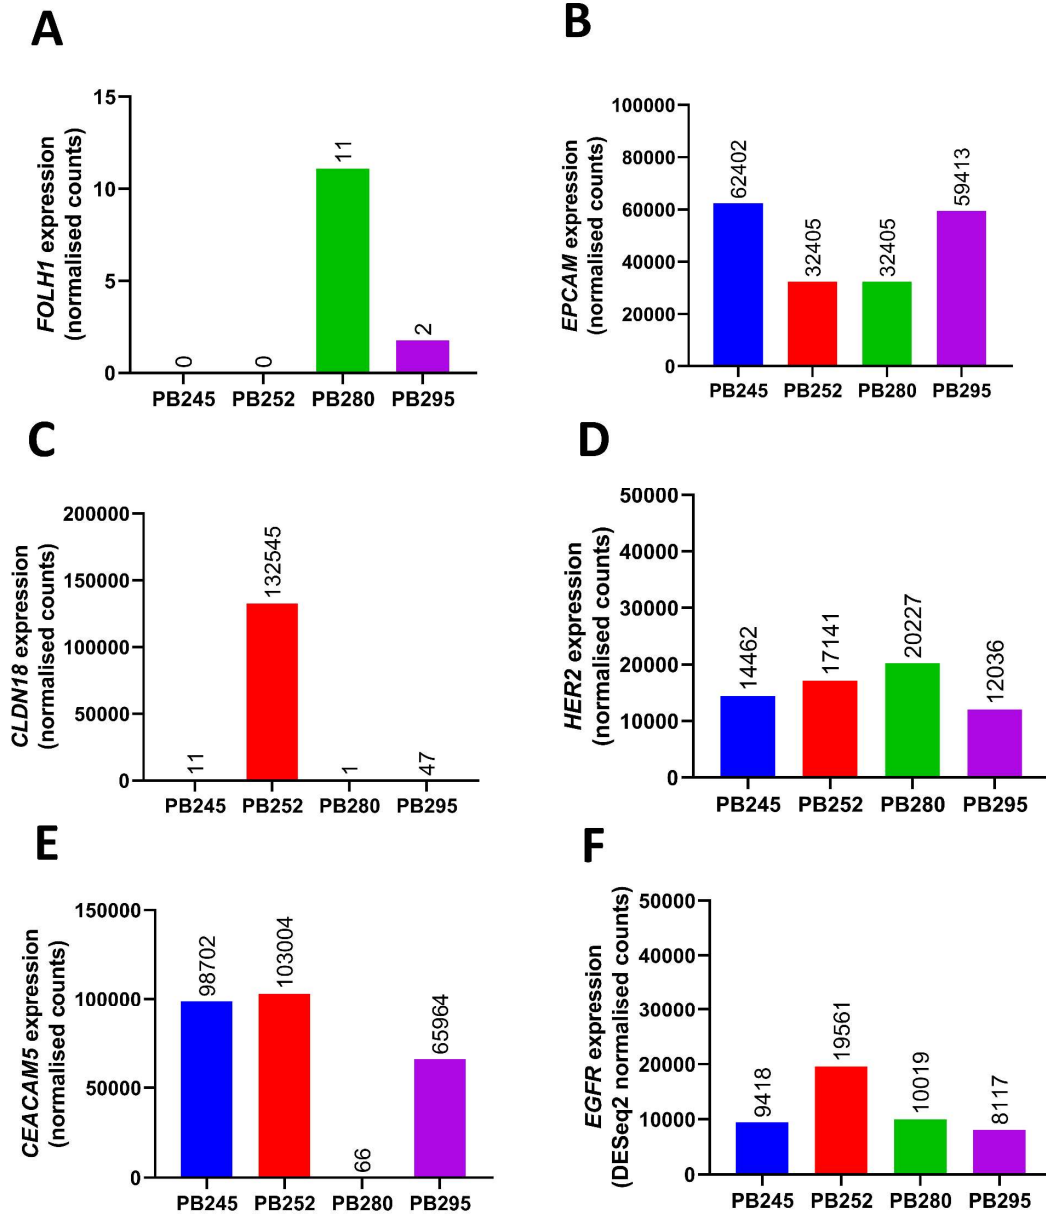 A
FOLH1 expression
(normalised counts)
15
10
5
0
0
0
11
2
PB245 PB252 PB280 PB295
B
EPCAM expression
(normalised counts)
100000
80000
60000
40000
20000
0
62402
32405
32405
59413
PB245 PB252 PB280 PB295
C
CLDN18 expression
(normalised counts)
200000
150000
100000
50000
0
11
132545
1
47
PB245 PB252 PB280 PB295
D
HER2 expression
(normalised counts)
50000
40000
30000
20000
10000
0
14462
17141
20227
12036
PB245 PB252 PB280 PB295
E
CEACAM5 expression
(normalised counts)
150000
100000
50000
0
98702
103004
66
65964
PB245 PB252 PB280 PB295
F
EGFR expression
(DESeq2 normalised counts)
50000
40000
30000
20000
10000
0
9418
19561
10019
8117
PB245 PB252 PB280 PB295